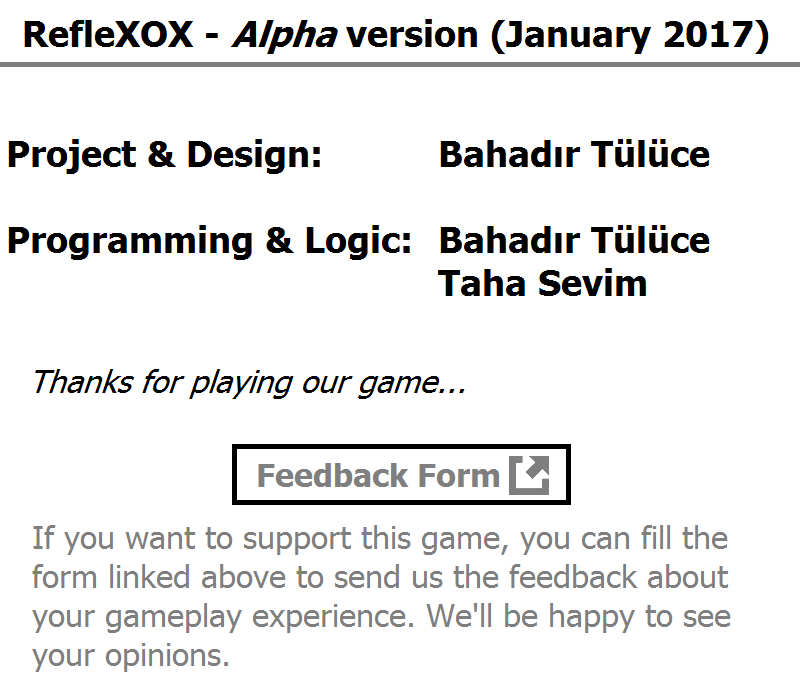 RefleXOX - Alpha version (January 2017)
Project & Design: Bahadır Tülüce
Programming & Logic: Bahadır Tülüce
Taha Sevim
Thanks for playing our game...
Feedback Form
If you want to support this game, you can fill the
form linked above to send us the feedback about
your gameplay experience. We'll be happy to see
your opinions.